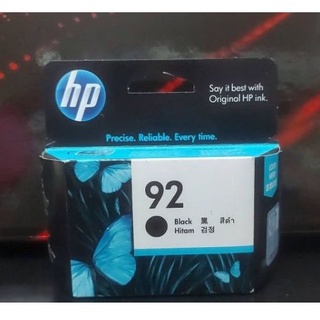 hp
Say it best with
Original HP ink.
Precise. Reliable. Every time.
92
Black 黑 สีดำ
Hitam 검정